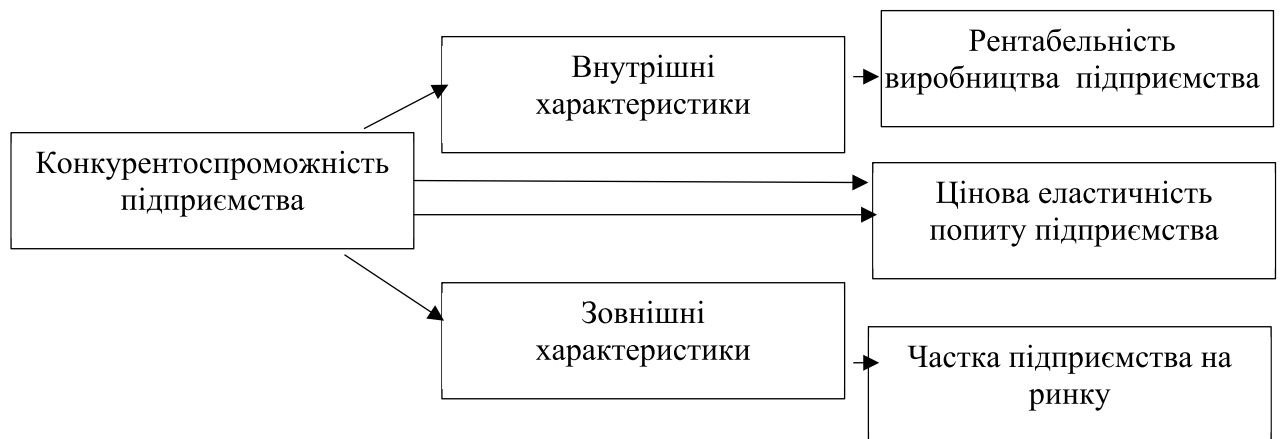 Конкурентоспроможність
підприємства
Внутрішні
характеристики
Рентабельність
виробництва підприємства
Цінова еластичність
попиту підприємства
Зовнішні
характеристики
Частка підприємства на
ринку